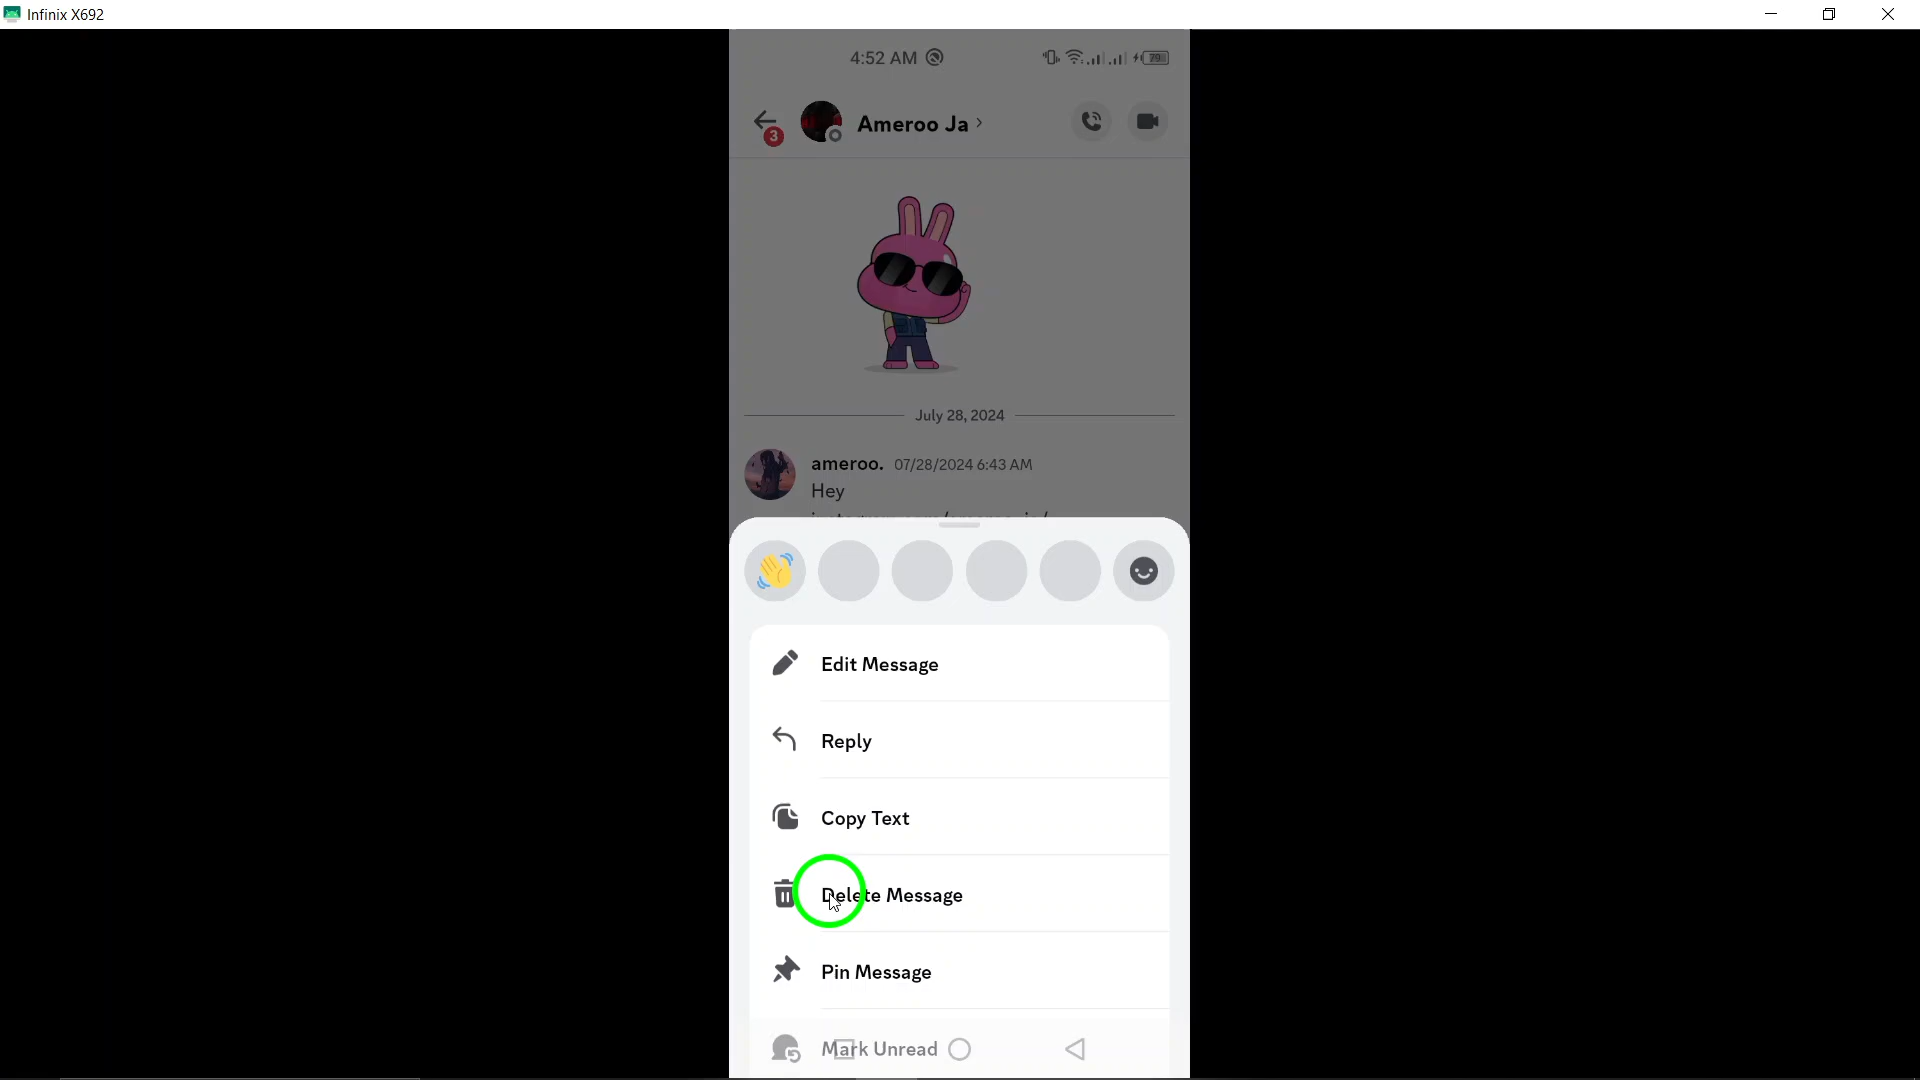 Infinix X692
4:52 AM
79
3
Ameroo Ja
July 28, 2024
ameroo. 07/28/2024 6:43 AM
Hey
Edit Message
Reply
Copy Text
Delete Message
Pin Message
Mark Unread